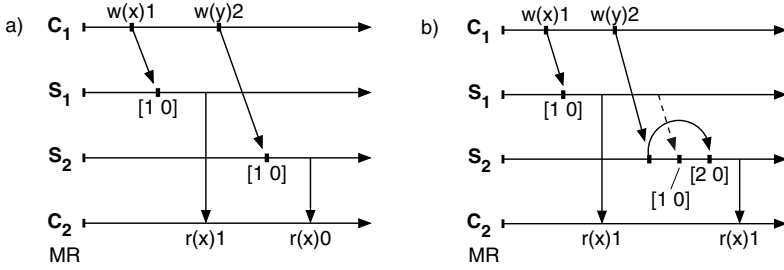 a)
C1
w(x)1 w(y)2
S1
[1 0]
S2
[1 0]
C2
r(x)1 r(x)0
MR
b)
C1
w(x)1 w(y)2
S1
[1 0]
S2
[2 0]
[1 0]
C2
r(x)1 r(x)1
MR